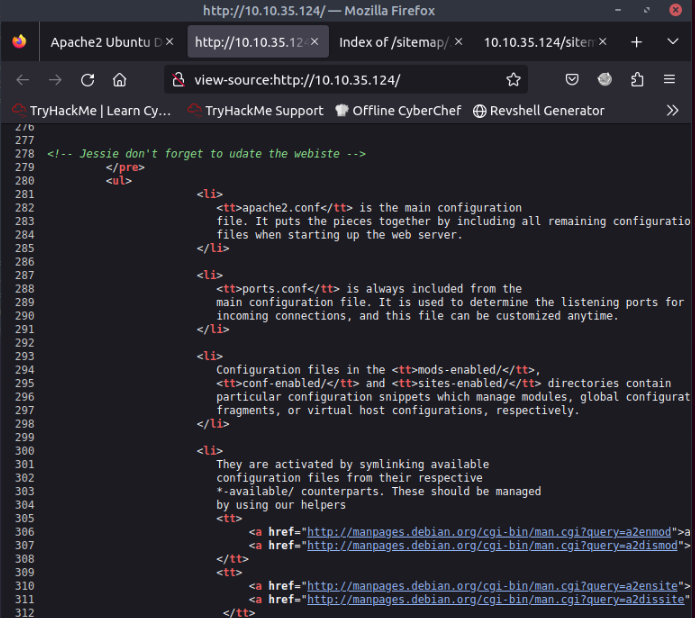 http://10.10.35.124/ — Mozilla Firefox
Apache2 Ubuntu D
http://10.10.35.124
Index of /sitemap/
10.10.35.124/sitem
view-source:http://10.10.35.124/
TryHackMe | Learn Cy…
TryHackMe Support
Offline CyberChef
Revshell Generator
276
277
278 <!-- Jessie don't forget to udate the webiste -->
279 </pre>
280 <ul>
281 <li>
282 <tt>apache2.conf</tt> is the main configuration
283 file. It puts the pieces together by including all remaining configuratio
284 files when starting up the web server.
285 </li>
286
287 <li>
288 <tt>ports.conf</tt> is always included from the
289 main configuration file. It is used to determine the listening ports for
290 incoming connections, and this file can be customized anytime.
291 </li>
292
293 <li>
294 Configuration files in the <tt>mods-enabled/</tt>,
295 <tt>conf-enabled/</tt> and <tt>sites-enabled/</tt> directories contain
296 particular configuration snippets which manage modules, global configurat
297 fragments, or virtual host configurations, respectively.
298 </li>
299
300 <li>
301 They are activated by symlinking available
302 configuration files from their respective
303 *-available/ counterparts. These should be managed
304 by using our helpers
305 <tt>
306 <a href="http://manpages.debian.org/cgi-bin/man.cgi?query=a2enmod">a
307 <a href="http://manpages.debian.org/cgi-bin/man.cgi?query=a2dismod">
308 </tt>
309 <tt>
310 <a href="http://manpages.debian.org/cgi-bin/man.cgi?query=a2ensite">
311 <a href="http://manpages.debian.org/cgi-bin/man.cgi?query=a2dissite"
312 </tt>